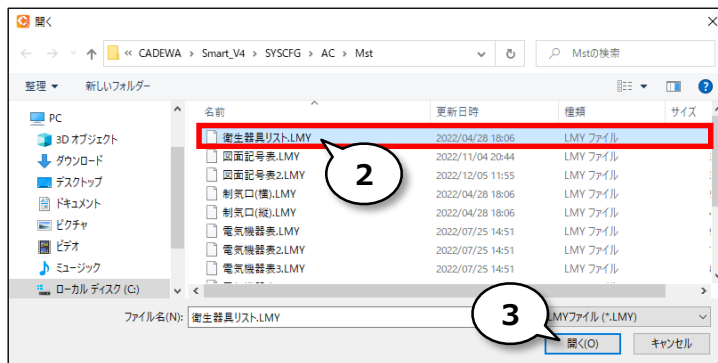 開く
« CADEWA › Smart_V4 › SYSCFG › AC › Mst
Mstの検索
整理 新しいフォルダー
PC
3D オブジェクト
ダウンロード
デスクトップ
ドキュメント
ピクチャ
ビデオ
ミュージック
ローカル ディスク (C:)
名前 更新日時 種類 サイズ
衛生器具リスト.LMY 2022/04/28 18:06 LMY ファイル
図面記号表.LMY 2022/11/04 20:44 LMY ファイル
図面記号表2.LMY 2022/12/05 11:55 LMY ファイル
制気口(横).LMY 2022/04/28 18:06 LMY ファイル
制気口(縦).LMY 2022/04/28 18:06 LMY ファイル
電気機器表.LMY 2022/07/25 14:51 LMY ファイル
電気機器表2.LMY 2022/07/25 14:51 LMY ファイル
電気機器表3.LMY 2022/07/25 14:51 LMY ファイル
2
ファイル名(N): 衛生器具リスト.LMY
LMYファイル (*.LMY)
3
開く(O) キャンセル